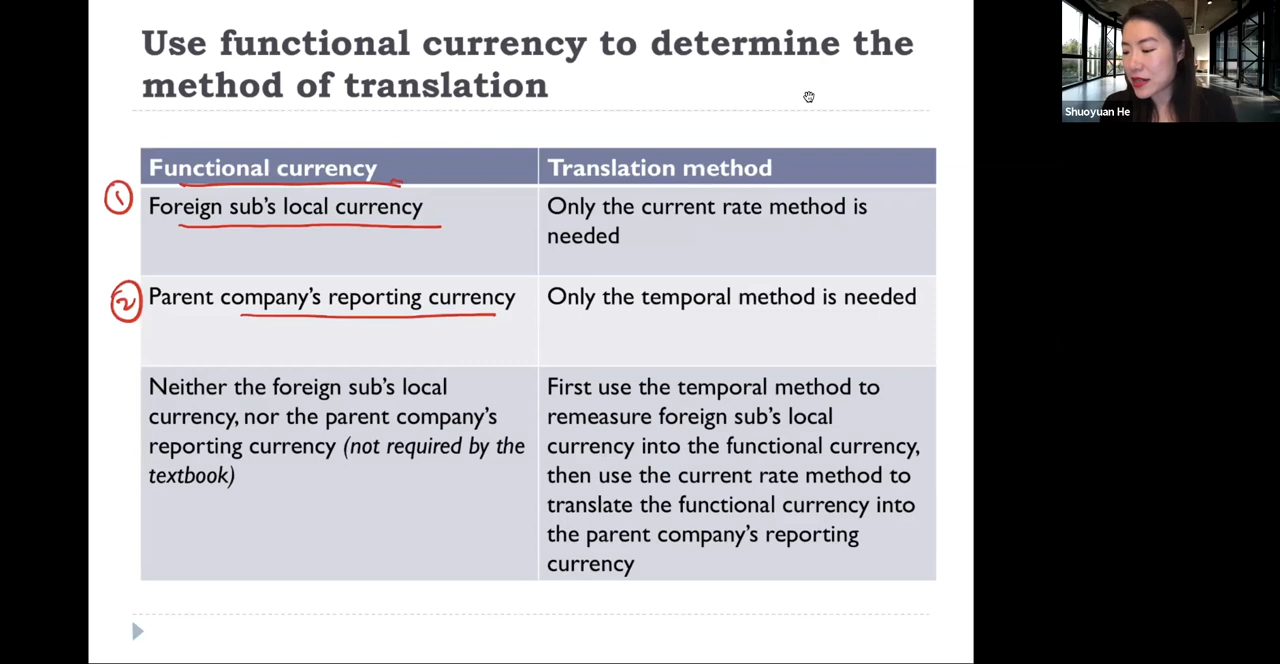 Use functional currency to determine the
method of translation
Shuoyuan He
Functional currency
Translation method
1
Foreign sub's local currency
Only the current rate method is
needed
2
Parent company's reporting currency
Only the temporal method is needed
Neither the foreign sub's local
currency, nor the parent company's
reporting currency (not required by the
textbook)
First use the temporal method to
remeasure foreign sub's local
currency into the functional currency,
then use the current rate method to
translate the functional currency into
the parent company's reporting
currency